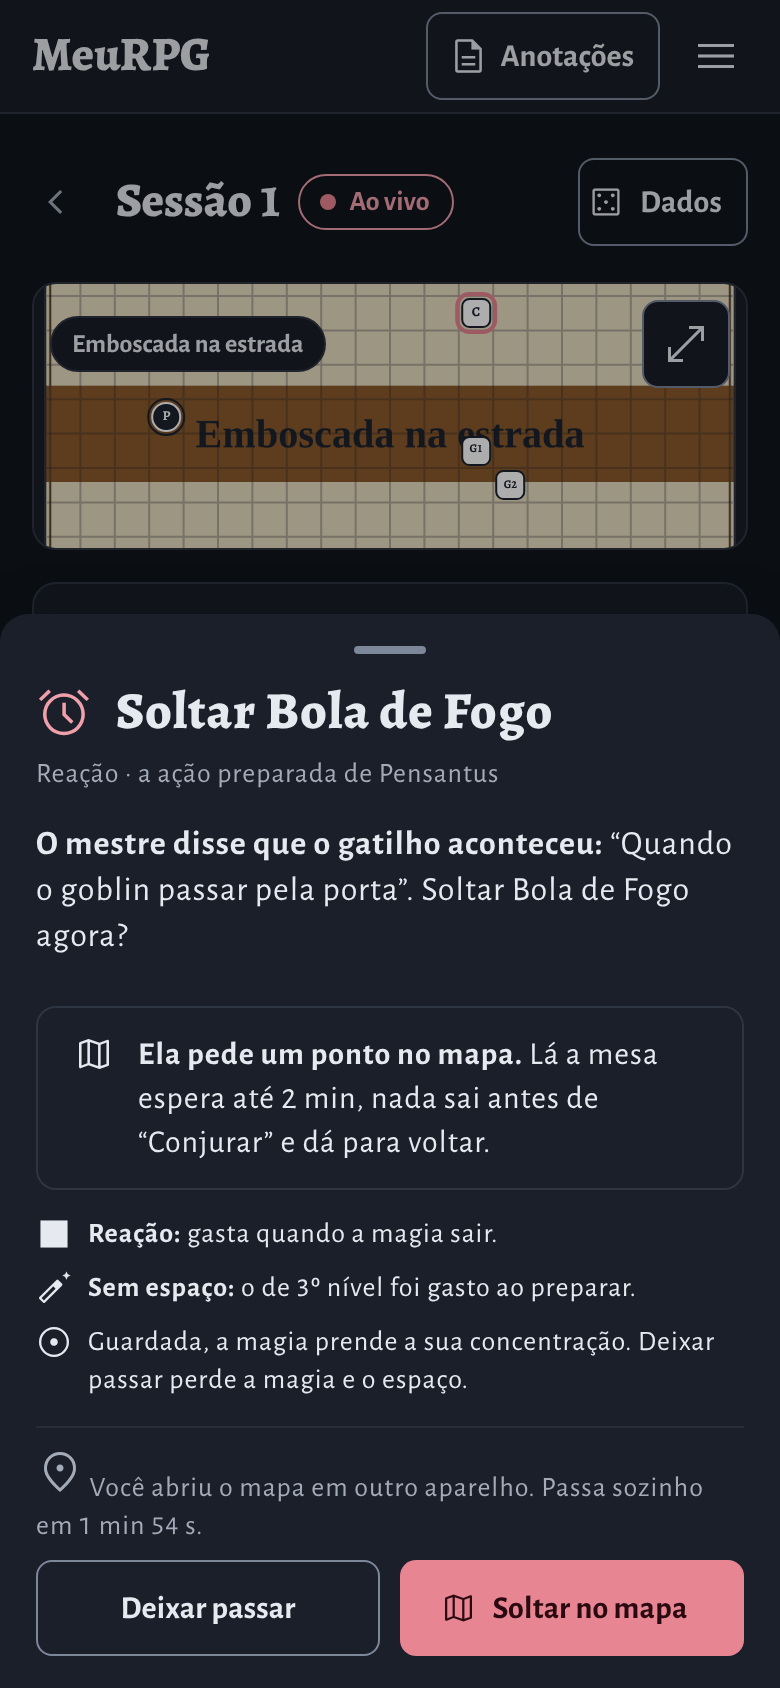 MeuRPG
Anotações
Sessão 1
Ao vivo
Dados
C
Emboscada na estrada
P
Emboscada na estrada
G1
G2
Soltar Bola de Fogo
Reação · a ação preparada de Pensantus
O mestre disse que o gatilho aconteceu: “Quando
o goblin passar pela porta”. Soltar Bola de Fogo
agora?
Ela pede um ponto no mapa. Lá a mesa
espera até 2 min, nada sai antes de
“Conjurar” e dá para voltar.
Reação: gasta quando a magia sair.
Sem espaço: o de 3º nível foi gasto ao preparar.
Guardada, a magia prende a sua concentração. Deixar
passar perde a magia e o espaço.
Você abriu o mapa em outro aparelho. Passa sozinho
em 1 min 54 s.
Deixar passar
Soltar no mapa